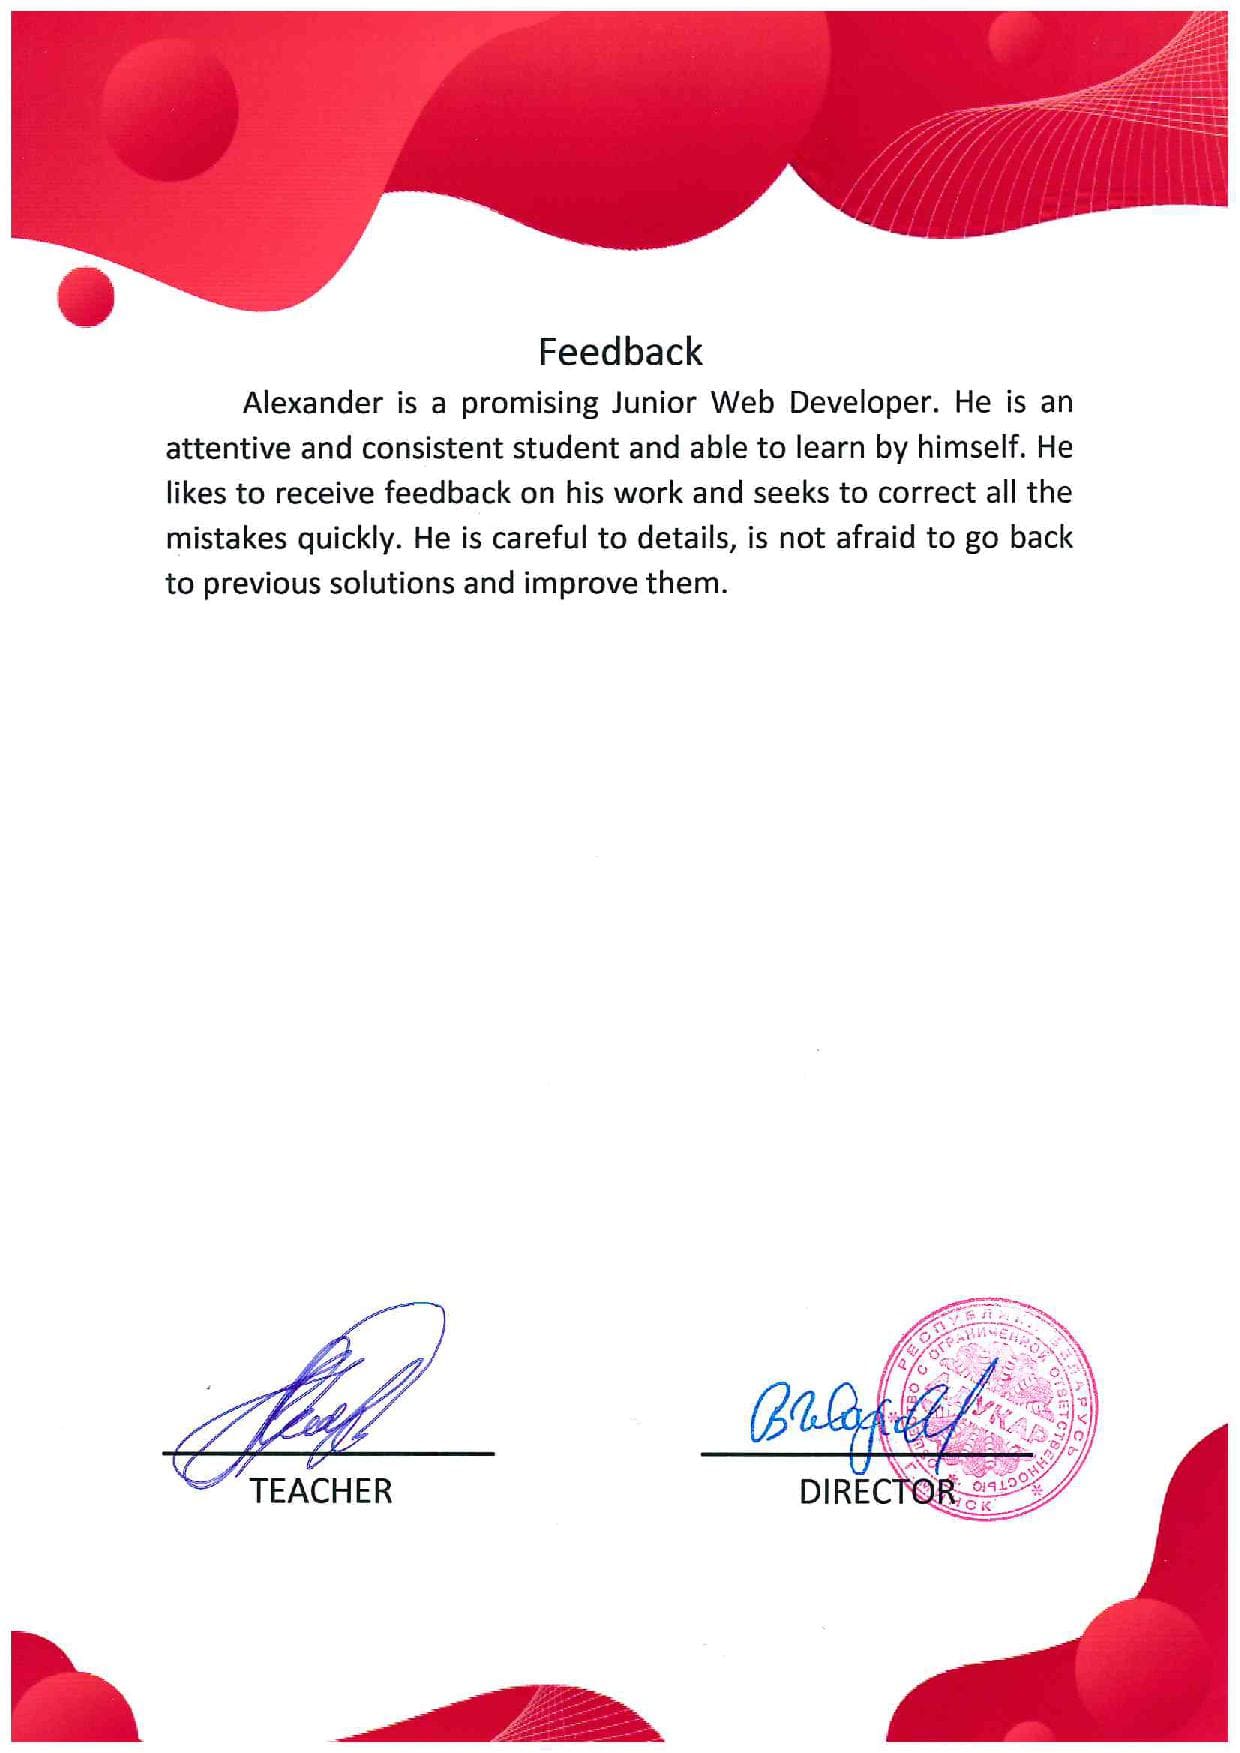 Feedback
Alexander is a promising Junior Web Developer. He is an
attentive and consistent student and able to learn by himself. He
likes to receive feedback on his work and seeks to correct all the
mistakes quickly. He is careful to details, is not afraid to go back
to previous solutions and improve them.
TEACHER
DIRECTOR
ОГРАНИЧЕННОЙ ОТВЕТСТВЕННОСТЬЮ